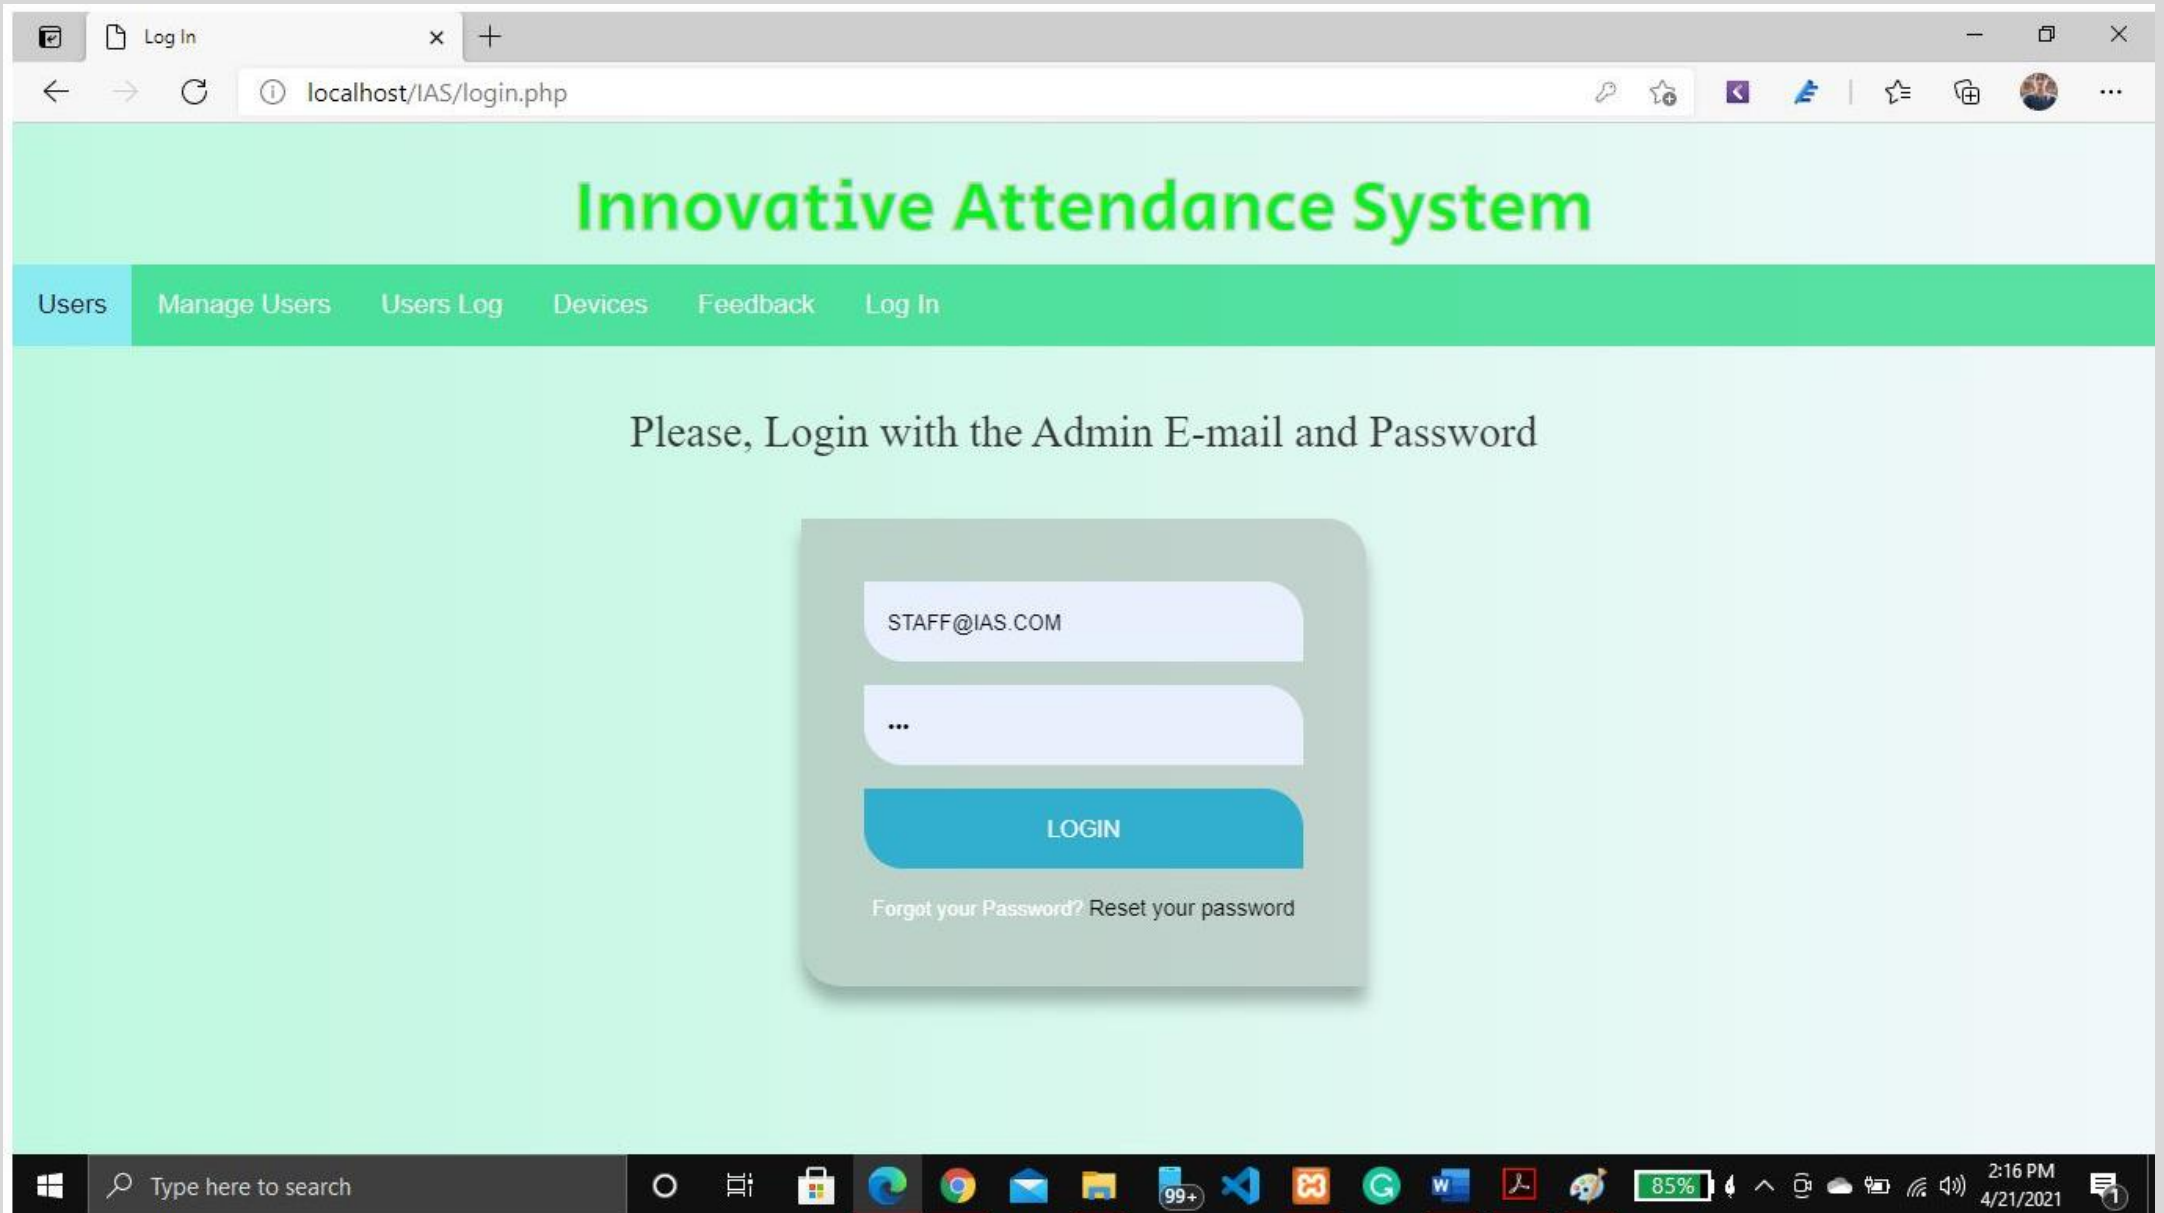 Log In
localhost/IAS/login.php
Innovative Attendance System
Users Manage Users Users Log Devices Feedback Log In
Please, Login with the Admin E-mail and Password
STAFF@IAS.COM
•••
LOGIN
Forgot your Password? Reset your password
Type here to search
99+
85%
2:16 PM
4/21/2021
1